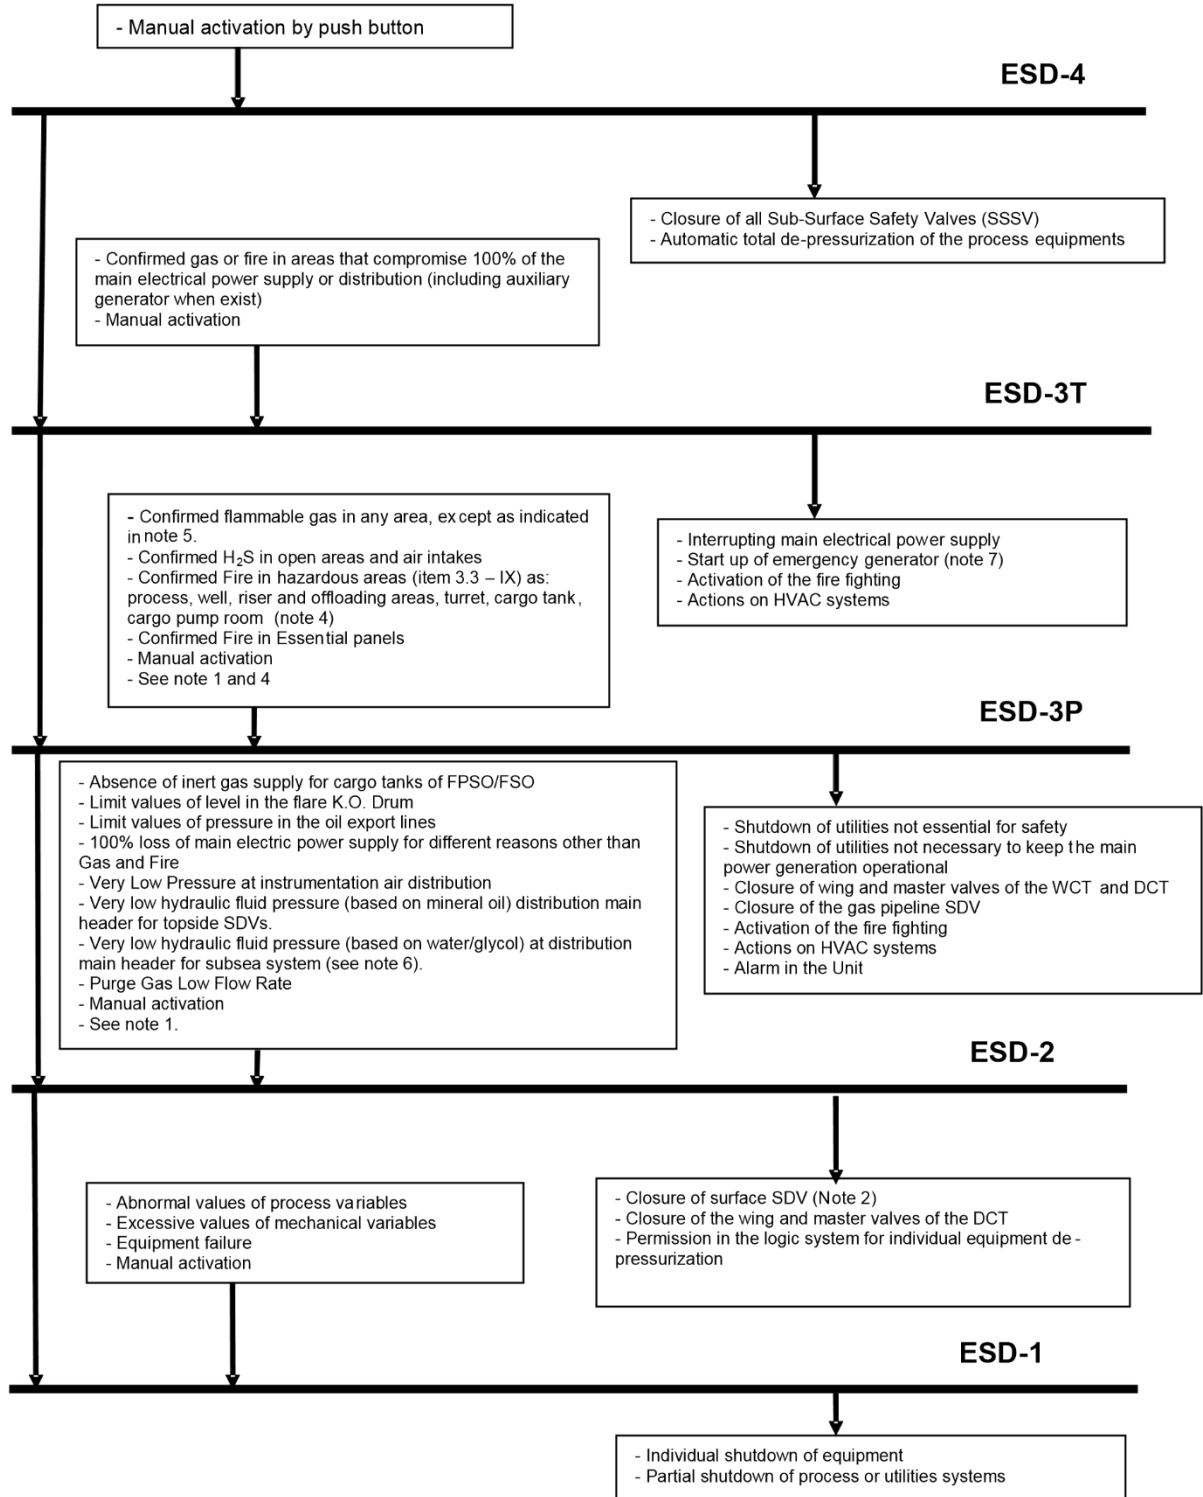 - Manual activation by push button
ESD-4
- Closure of all Sub-Surface Safety Valves (SSSV)
- Automatic total de-pressurization of the process equipments
- Confirmed gas or fire in areas that compromise 100% of the
main electrical power supply or distribution (including auxiliary
generator when exist)
- Manual activation
ESD-3T
- Confirmed flammable gas in any area, except as indicated
in note 5.
- Confirmed H₂S in open areas and air intakes
- Confirmed Fire in hazardous areas (item 3.3 – IX) as:
process, well, riser and offloading areas, turret, cargo tank,
cargo pump room (note 4)
- Confirmed Fire in Essential panels
- Manual activation
- See note 1 and 4
- Interrupting main electrical power supply
- Start up of emergency generator (note 7)
- Activation of the fire fighting
- Actions on HVAC systems
ESD-3P
- Absence of inert gas supply for cargo tanks of FPSO/FSO
- Limit values of level in the flare K.O. Drum
- Limit values of pressure in the oil export lines
- 100% loss of main electric power supply for different reasons other than
Gas and Fire
- Very Low Pressure at instrumentation air distribution
- Very low hydraulic fluid pressure (based on mineral oil) distribution main
header for topside SDVs.
- Very low hydraulic fluid pressure (based on water/glycol) at distribution
main header for subsea system (see note 6).
- Purge Gas Low Flow Rate
- Manual activation
- See note 1.
- Shutdown of utilities not essential for safety
- Shutdown of utilities not necessary to keep the main
power generation operational
- Closure of wing and master valves of the WCT and DCT
- Closure of the gas pipeline SDV
- Activation of the fire fighting
- Actions on HVAC systems
- Alarm in the Unit
ESD-2
- Abnormal values of process variables
- Excessive values of mechanical variables
- Equipment failure
- Manual activation
- Closure of surface SDV (Note 2)
- Closure of the wing and master valves of the DCT
- Permission in the logic system for individual equipment de -
pressurization
ESD-1
- Individual shutdown of equipment
- Partial shutdown of process or utilities systems